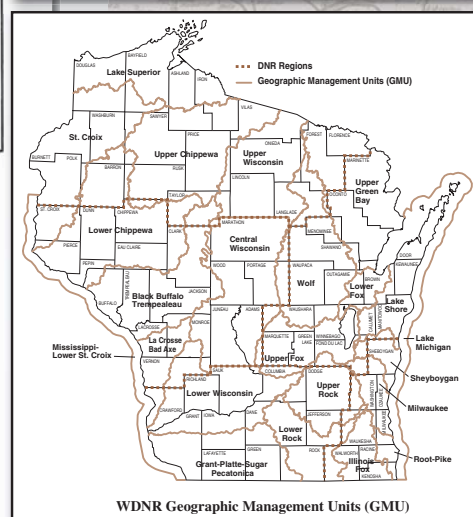 DNR Regions
Geographic Management Units (GMU)
DOUGLAS
BAYFIELD
Lake Superior
ASHLAND
IRON
VILAS
WASHBURN
SAWYER
St. Croix
PRICE
ONEIDA
FOREST
FLORENCE
BURNETT
POLK
Upper Chippewa
Upper
Wisconsin
MARINETTE
BARRON
RUSK
LINCOLN
Upper
Green
Bay
TAYLOR
LANGLADE
OCONTO
ST. CROIX
DUNN
CHIPPEWA
MARATHON
MENOMINEE
Lower Chippewa
CLARK
SHAWANO
PIERCE
EAU CLAIRE
Central
Wisconsin
DOOR
PEPIN
WOOD
PORTAGE
WAUPACA
Wolf
KEWAUNEE
BUFFALO
TREMPEALEAU
Black Buffalo
Trempealeau
JACKSON
OUTAGAMIE
BROWN
Lower
Fox
Lake
Shore
JUNEAU
ADAMS
WAUSHARA
CALUMET
MANITOWOC
LACROSSE
MONROE
MARQUETTE
GREEN
LAKE
WINNEBAGO
FOND DU LAC
Mississippi-
Lower St. Croix
La Crosse
Bad Axe
VERNON
Upper Fox
SHEBOYGAN
Lake
Michigan
Sheyboygan
RICHLAND
SAUK
COLUMBIA
DODGE
Lower Wisconsin
Upper
Rock
WASHINGTON
OZAUKEE
Milwaukee
CRAWFORD
GRANT
IOWA
DANE
JEFFERSON
MILWAUKEE
Lower
Rock
WAUKESHA
LAFAYETTE
GREEN
ROCK
WALWORTH
RACINE
Root-Pike
Grant-Platte-Sugar
Pecatonica
Illinois
Fox
KENOSHA
WDNR Geographic Management Units (GMU)